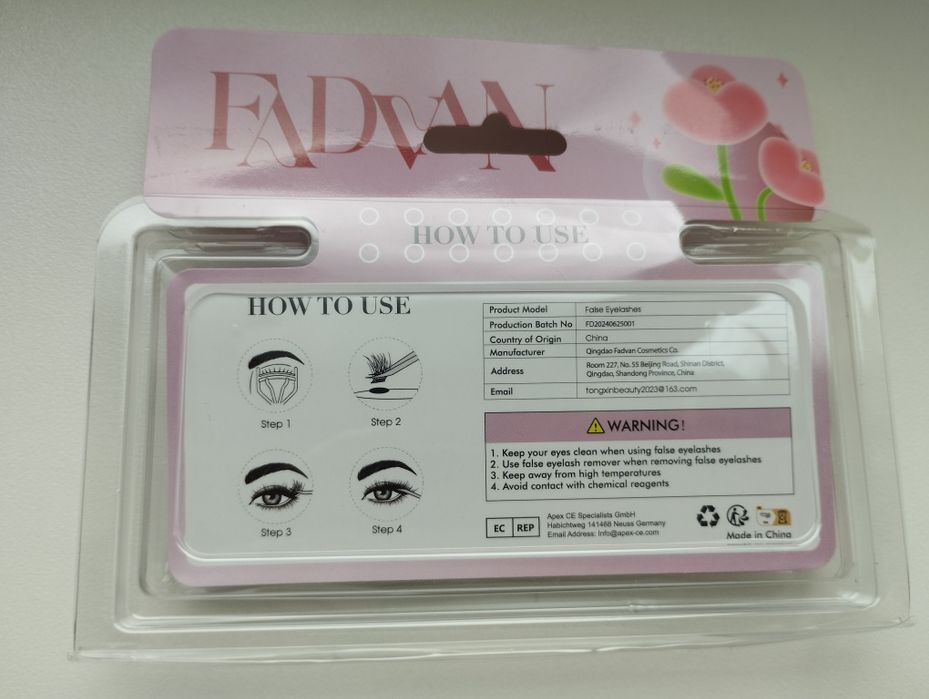 FADVAN
HOW TO USE
HOW TO USE
Step 1
Step 2
Step 3
Step 4
Product Model False Eyelashes
Production Batch No FD20240625001
Country of Origin China
Manufacturer Qingdao Fadvan Cosmetics Co.
Address Room 227, No. 55 Beijing Road, Shinan District,
Qingdao, Shandong Province, China
Email tongxinbeauty2023@163.com
WARNING!
1. Keep your eyes clean when using false eyelashes
2. Use false eyelash remover when removing false eyelashes
3. Keep away from high temperatures
4. Avoid contact with chemical reagents
EC REP
Apex CE Specialists GmbH
Habichtweg 141468 Neuss Germany
Email Address: Info@apex-ce.com
Made in China